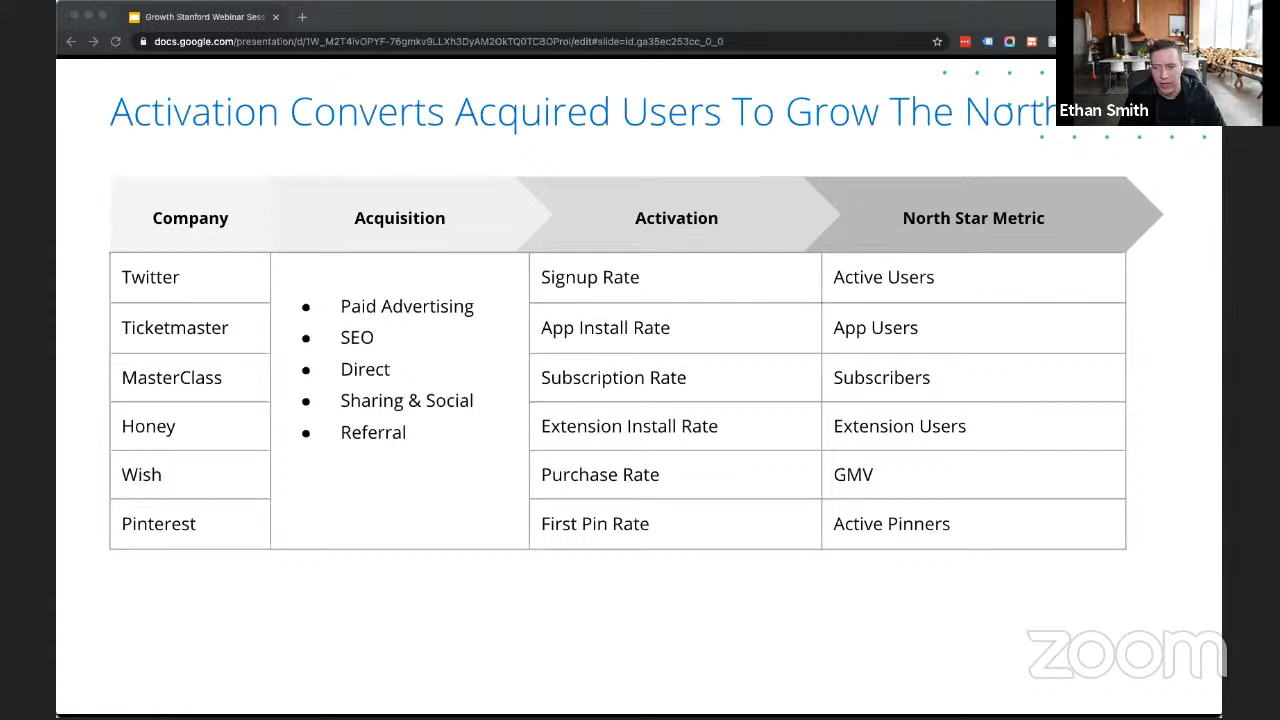 Growth Stanford Webinar Sess
docs.google.com/presentation/d/1W_M2T4ivOPYF-76gmkv9LLXh3DyAM2OkTQ0TCBOProI/edit#slide=id.ga35ec253cc_0_0
Ethan Smith
Activation Converts Acquired Users To Grow The North
Company Acquisition Activation North Star Metric
Twitter Signup Rate Active Users
Paid Advertising
Ticketmaster App Install Rate App Users
SEO
Direct
MasterClass Subscription Rate Subscribers
Sharing & Social
Honey Extension Install Rate Extension Users
Referral
Wish Purchase Rate GMV
Pinterest First Pin Rate Active Pinners
zoom